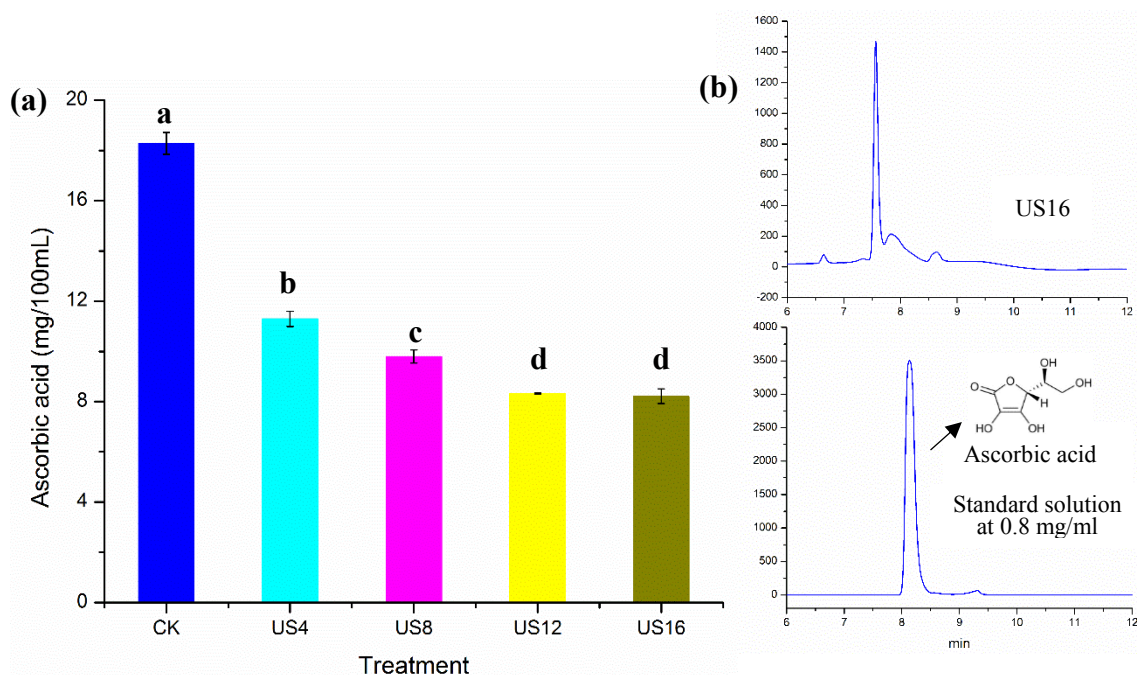 (a)
Ascorbic acid (mg/100mL)
20
16
12
8
4
0
a
b
c
d
d
CK US4 US8 US12 US16
Treatment
(b)
1600
1400
1200
1000
800
600
400
200
0
-200
US16
6 7 8 9 10 11 12
4000
3500
3000
2500
2000
1500
1000
500
0
OH
O
O
OH
H
HO
OH
Ascorbic acid
Standard solution
at 0.8 mg/ml
6 7 8 9 10 11 12
min